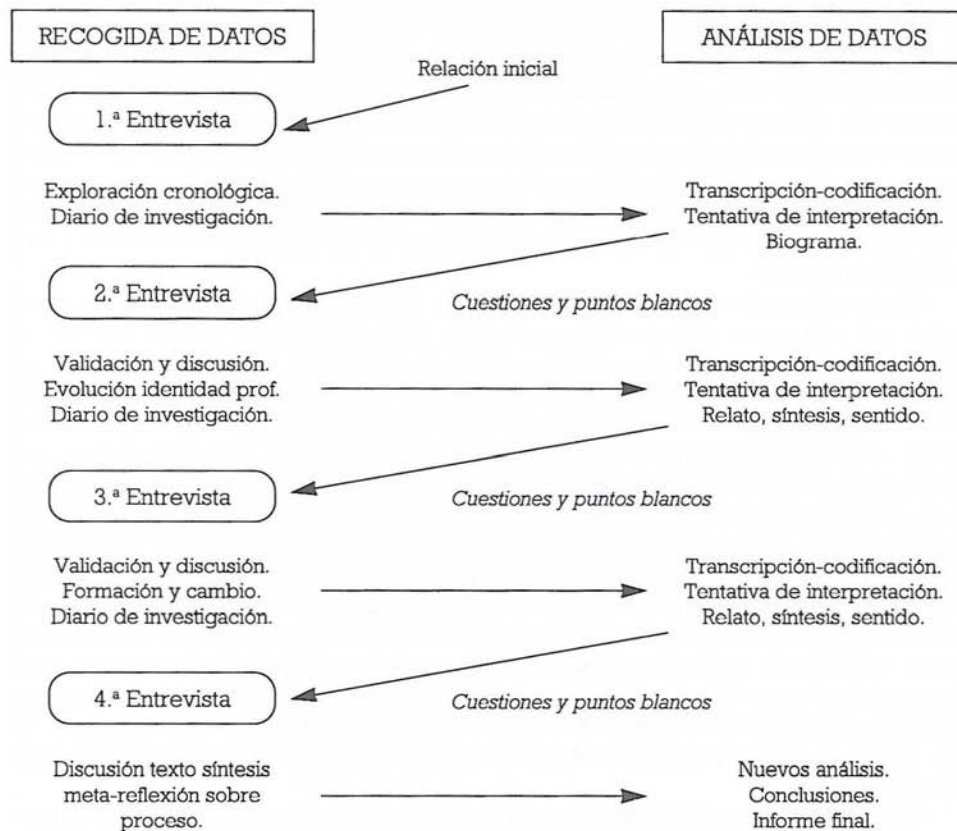 RECOGIDA DE DATOS
ANÁLISIS DE DATOS
Relación inicial
1.ª Entrevista
Exploración cronológica.
Diario de investigación.
Transcripción-codificación.
Tentativa de interpretación.
Biograma.
2.ª Entrevista
Cuestiones y puntos blancos
Validación y discusión.
Evolución identidad prof.
Diario de investigación.
Transcripción-codificación.
Tentativa de interpretación.
Relato, síntesis, sentido.
3.ª Entrevista
Cuestiones y puntos blancos
Validación y discusión.
Formación y cambio.
Diario de investigación.
Transcripción-codificación.
Tentativa de interpretación.
Relato, síntesis, sentido.
4.ª Entrevista
Cuestiones y puntos blancos
Discusión texto síntesis
meta-reflexión sobre
proceso.
Nuevos análisis.
Conclusiones.
Informe final.